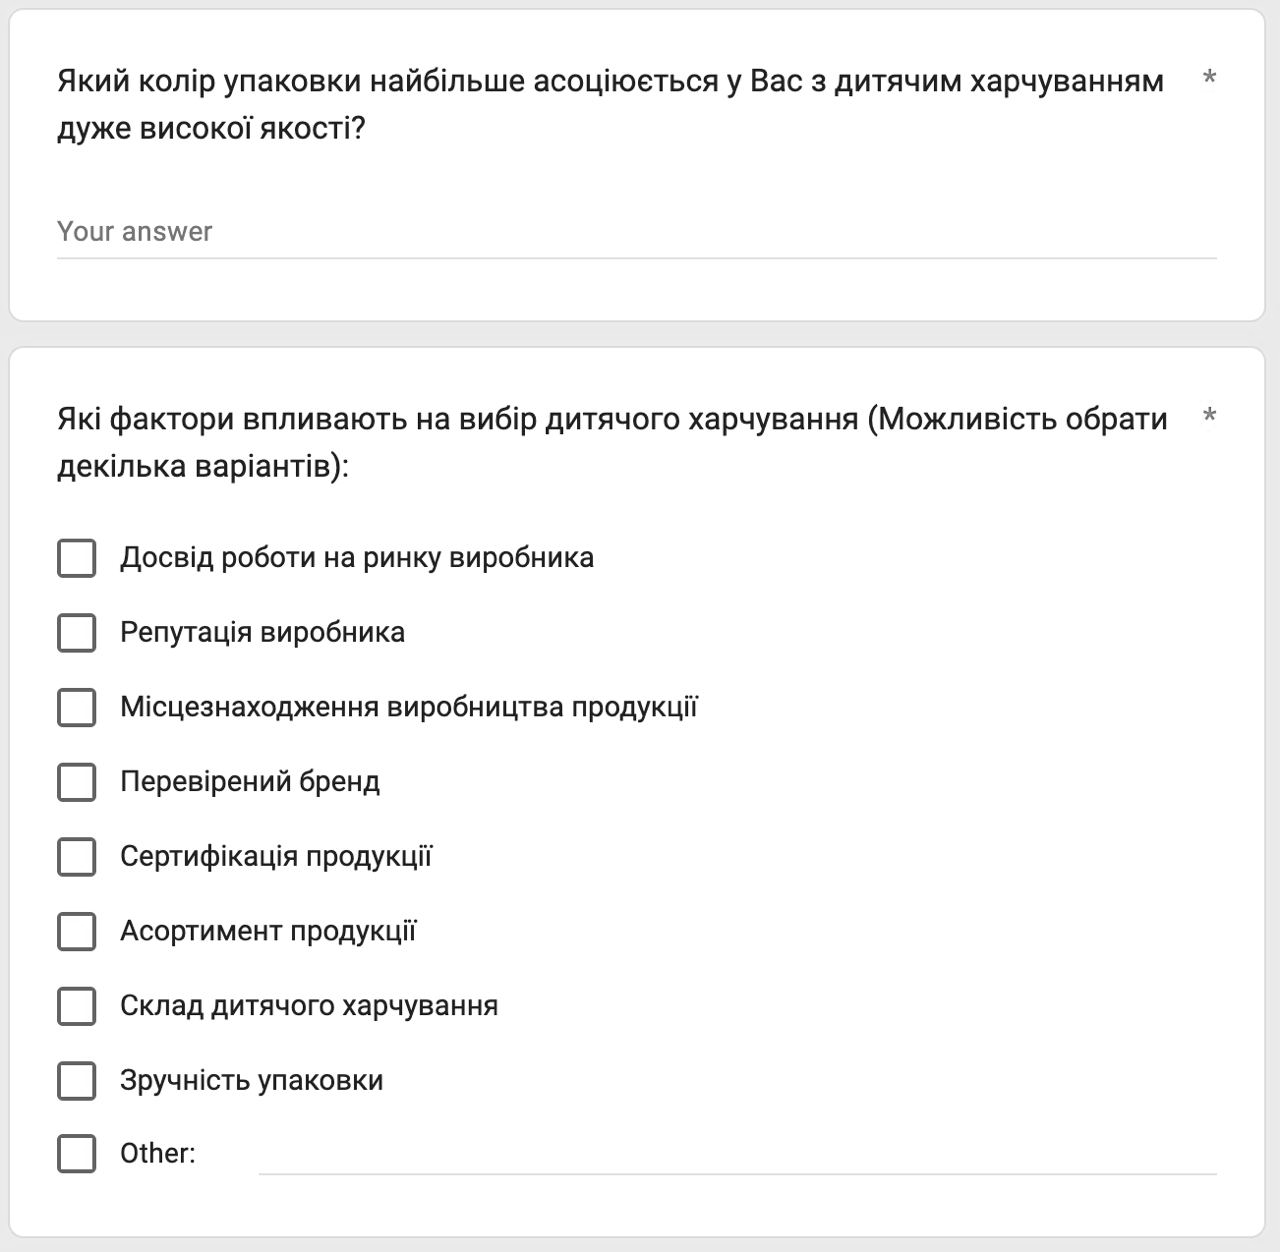 Який колір упаковки найбільше асоціюється у Вас з дитячим харчуванням *
дуже високої якості?
Your answer
Які фактори впливають на вибір дитячого харчування (Можливість обрати *
декілька варіантів):
Досвід роботи на ринку виробника
Репутація виробника
Місцезнаходження виробництва продукції
Перевірений бренд
Сертифікація продукції
Асортимент продукції
Склад дитячого харчування
Зручність упаковки
Other: